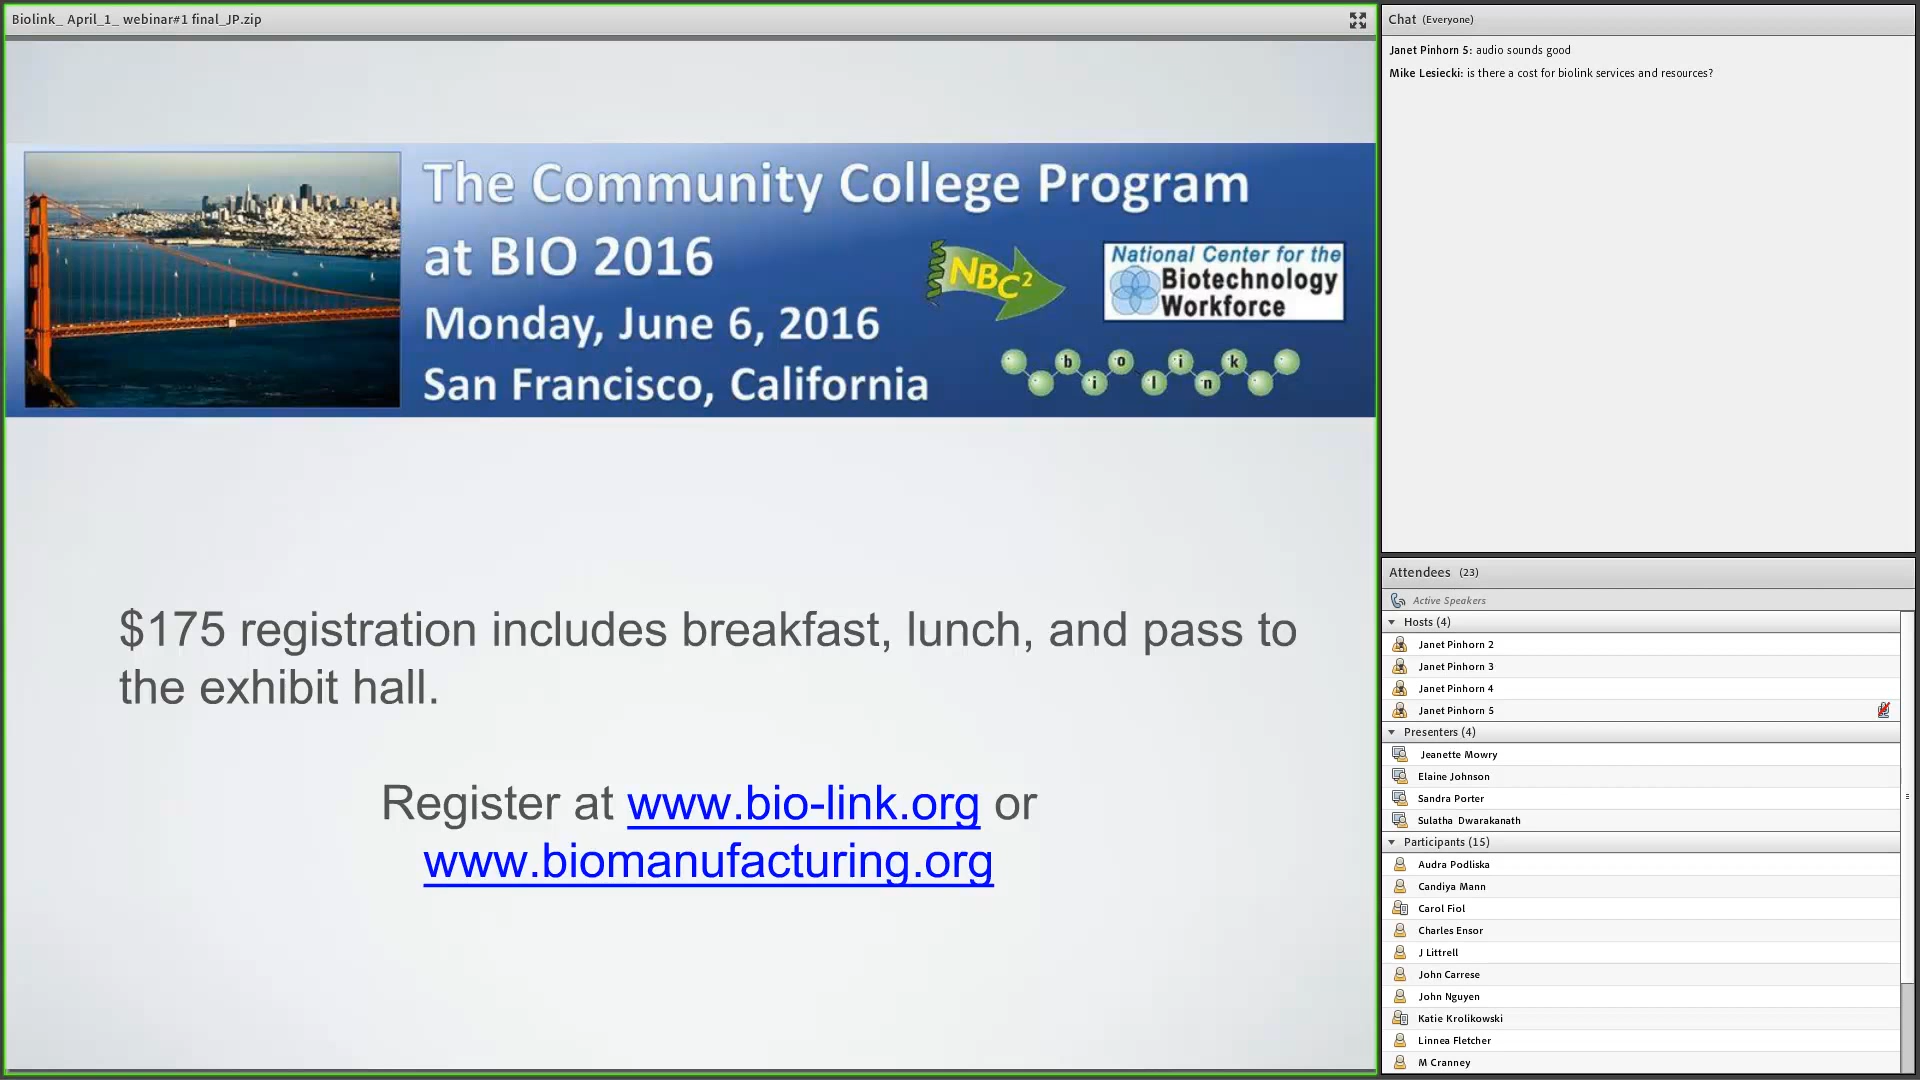 Biolink_ April_1_ webinar#1 final_JP.zip
The Community College Program
at BIO 2016
Monday, June 6, 2016
San Francisco, California
NBC²
National Center for the
Biotechnology
Workforce
b i o l i n k
$175 registration includes breakfast, lunch, and pass to
the exhibit hall.
Register at www.bio-link.org or
www.biomanufacturing.org
Chat (Everyone)
Janet Pinhorn 5: audio sounds good
Mike Lesiecki: is there a cost for biolink services and resources?
Attendees (23)
Active Speakers
Hosts (4)
Janet Pinhorn 2
Janet Pinhorn 3
Janet Pinhorn 4
Janet Pinhorn 5
Presenters (4)
Jeanette Mowry
Elaine Johnson
Sandra Porter
Sulatha Dwarakanath
Participants (15)
Audra Podliska
Candiya Mann
Carol Fiol
Charles Ensor
J Littrell
John Carrese
John Nguyen
Katie Krolikowski
Linnea Fletcher
M Cranney